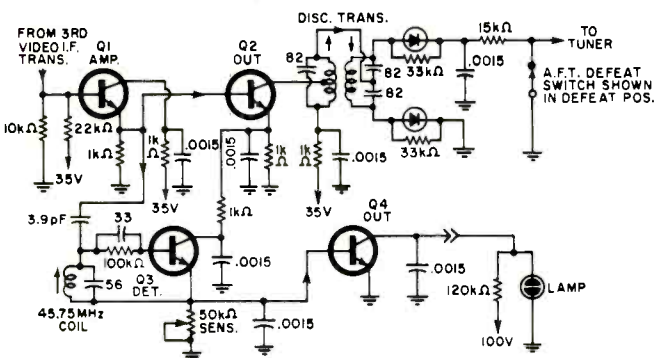 DISC. TRANS.
FROM 3RD
VIDEO I.F.
TRANS.
Q1
AMP.
Q2
OUT
82
82
82
33kΩ
33kΩ
15kΩ
.0015
TO
TUNER
A.F.T. DEFEAT
SWITCH SHOWN
IN DEFEAT POS.
10kΩ
22kΩ
35V
1kΩ
1k
Ω
.0015
35V
.0015
1k
Ω
1kΩ
1k
Ω
.0015
35V
3.9pF
33
100kΩ
Q3
DET.
.0015
56
45.75MHz
COIL
50kΩ
SENS.
.0015
Q4
OUT
.0015
120kΩ
100V
LAMP